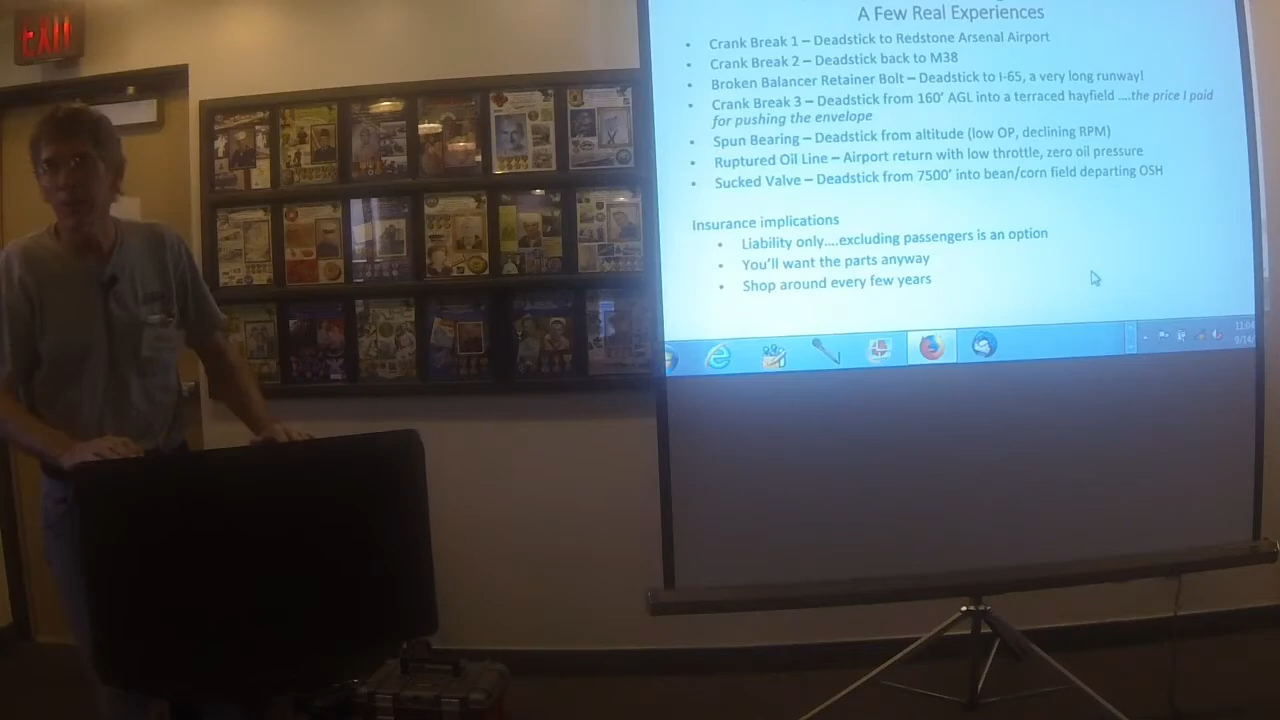 EXIT
A Few Real Experiences
• Crank Break 1 – Deadstick to Redstone Arsenal Airport
• Crank Break 2 – Deadstick back to M38
• Broken Balancer Retainer Bolt – Deadstick to I-65, a very long runway!
• Crank Break 3 – Deadstick from 160' AGL into a terraced hayfield ....the price I paid
for pushing the envelope
• Spun Bearing – Deadstick from altitude (low OP, declining RPM)
• Ruptured Oil Line – Airport return with low throttle, zero oil pressure
• Sucked Valve – Deadstick from 7500' into bean/corn field departing OSH
Insurance implications
• Liability only....excluding passengers is an option
• You'll want the parts anyway
• Shop around every few years
11:04
9/14/